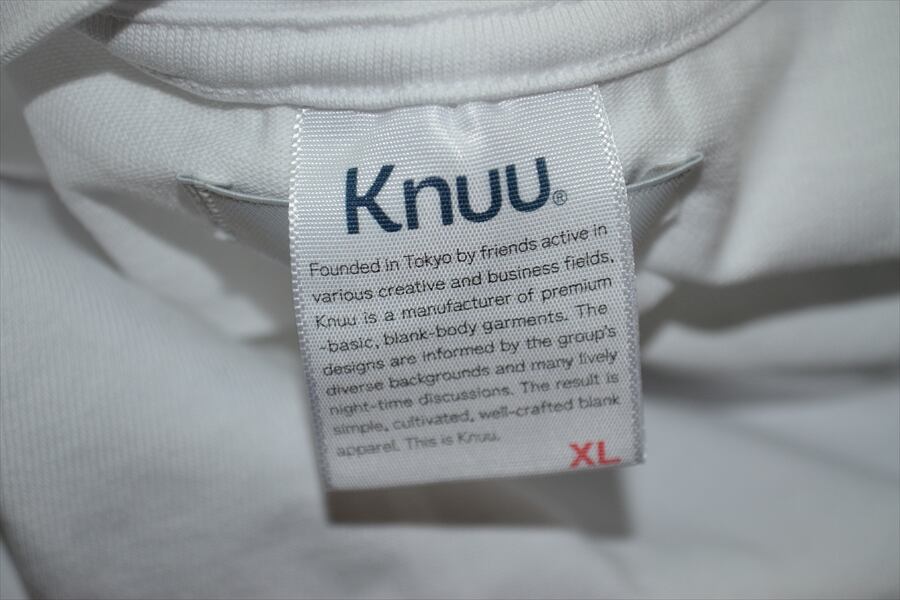 Knuu®
Founded in Tokyo by friends active in
various creative and business fields,
Knuu is a manufacturer of premium
-basic, blank-body garments. The
designs are informed by the group's
diverse backgrounds and many lively
night-time discussions. The result is
simple, cultivated, well-crafted blank
apparel. This is Knuu.
XL